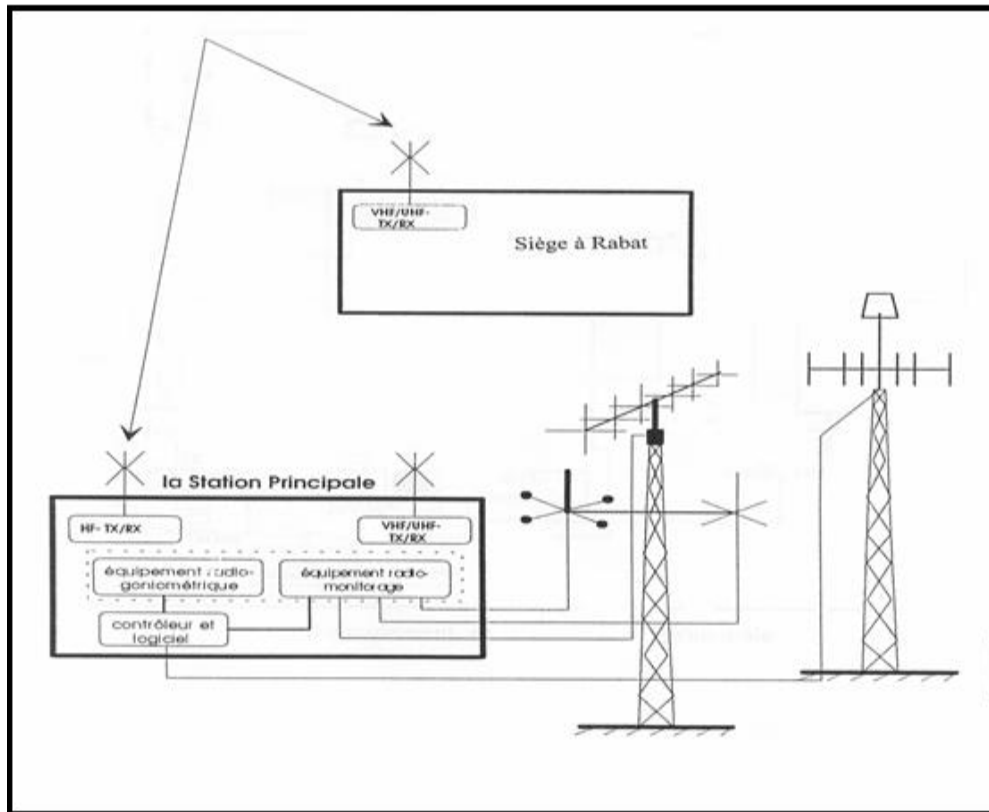 VHF/UHF-
TX/RX
Siège à Rabat
la Station Principale
HF- TX/RX
VHF/UHF-
TX/RX
équipement radio-
goniométrique
équipement radio-
monitorage
contrôleur et
logiciel